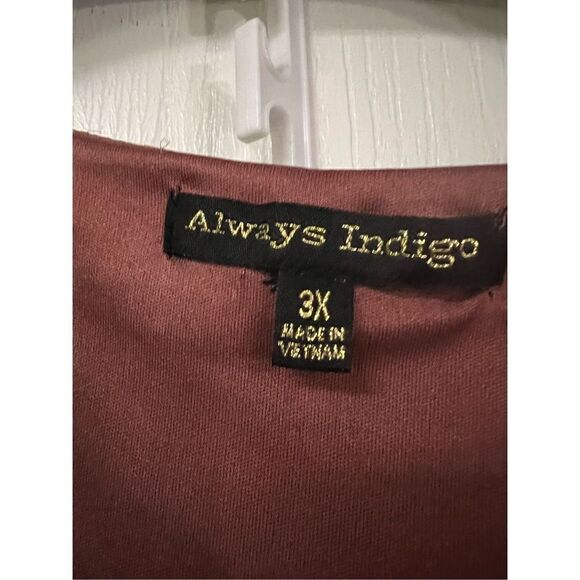 Always Indigo
3X
MADE IN
VIETNAM